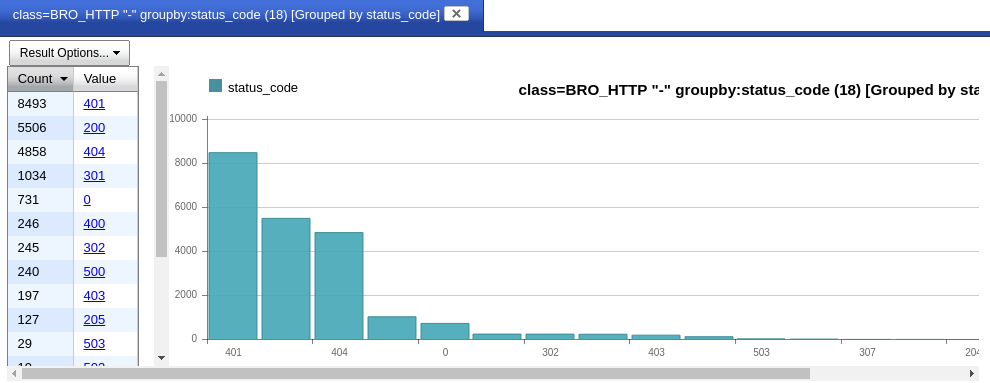 class=BRO_HTTP "-" groupby:status_code (18) [Grouped by status_code]
Result Options...
Count Value
8493 401
5506 200
4858 404
1034 301
731 0
246 400
245 302
240 500
197 403
127 205
29 503
status_code
class=BRO_HTTP "-" groupby:status_code (18) [Grouped by sta
10000
8000
6000
4000
2000
0
401 404 0 302 403 503 307 204